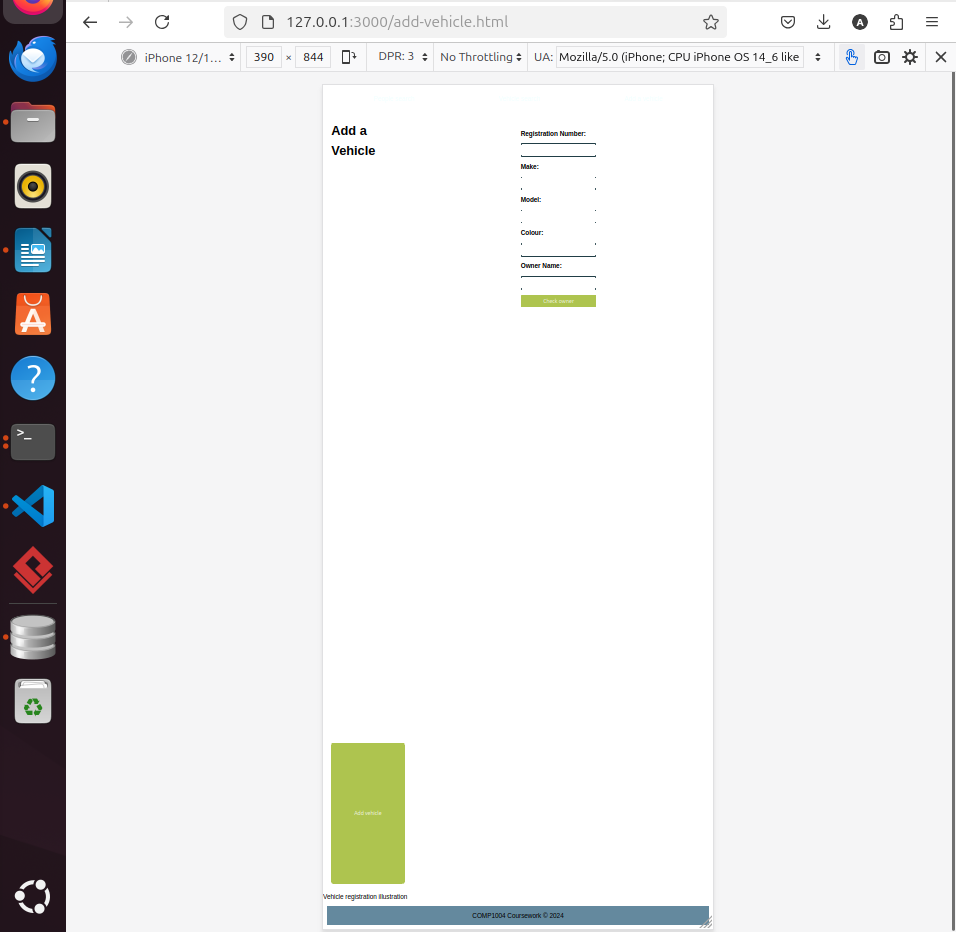 127.0.0.1:3000/add-vehicle.html
A
iPhone 12/1... 390 × 844 DPR: 3 No Throttling UA: Mozilla/5.0 (iPhone; CPU iPhone OS 14_6 like
Add a
Vehicle
Registration Number:
Make:
Model:
Colour:
Owner Name:
Check owner
Add vehicle
Vehicle registration illustration
COMP1004 Coursework © 2024